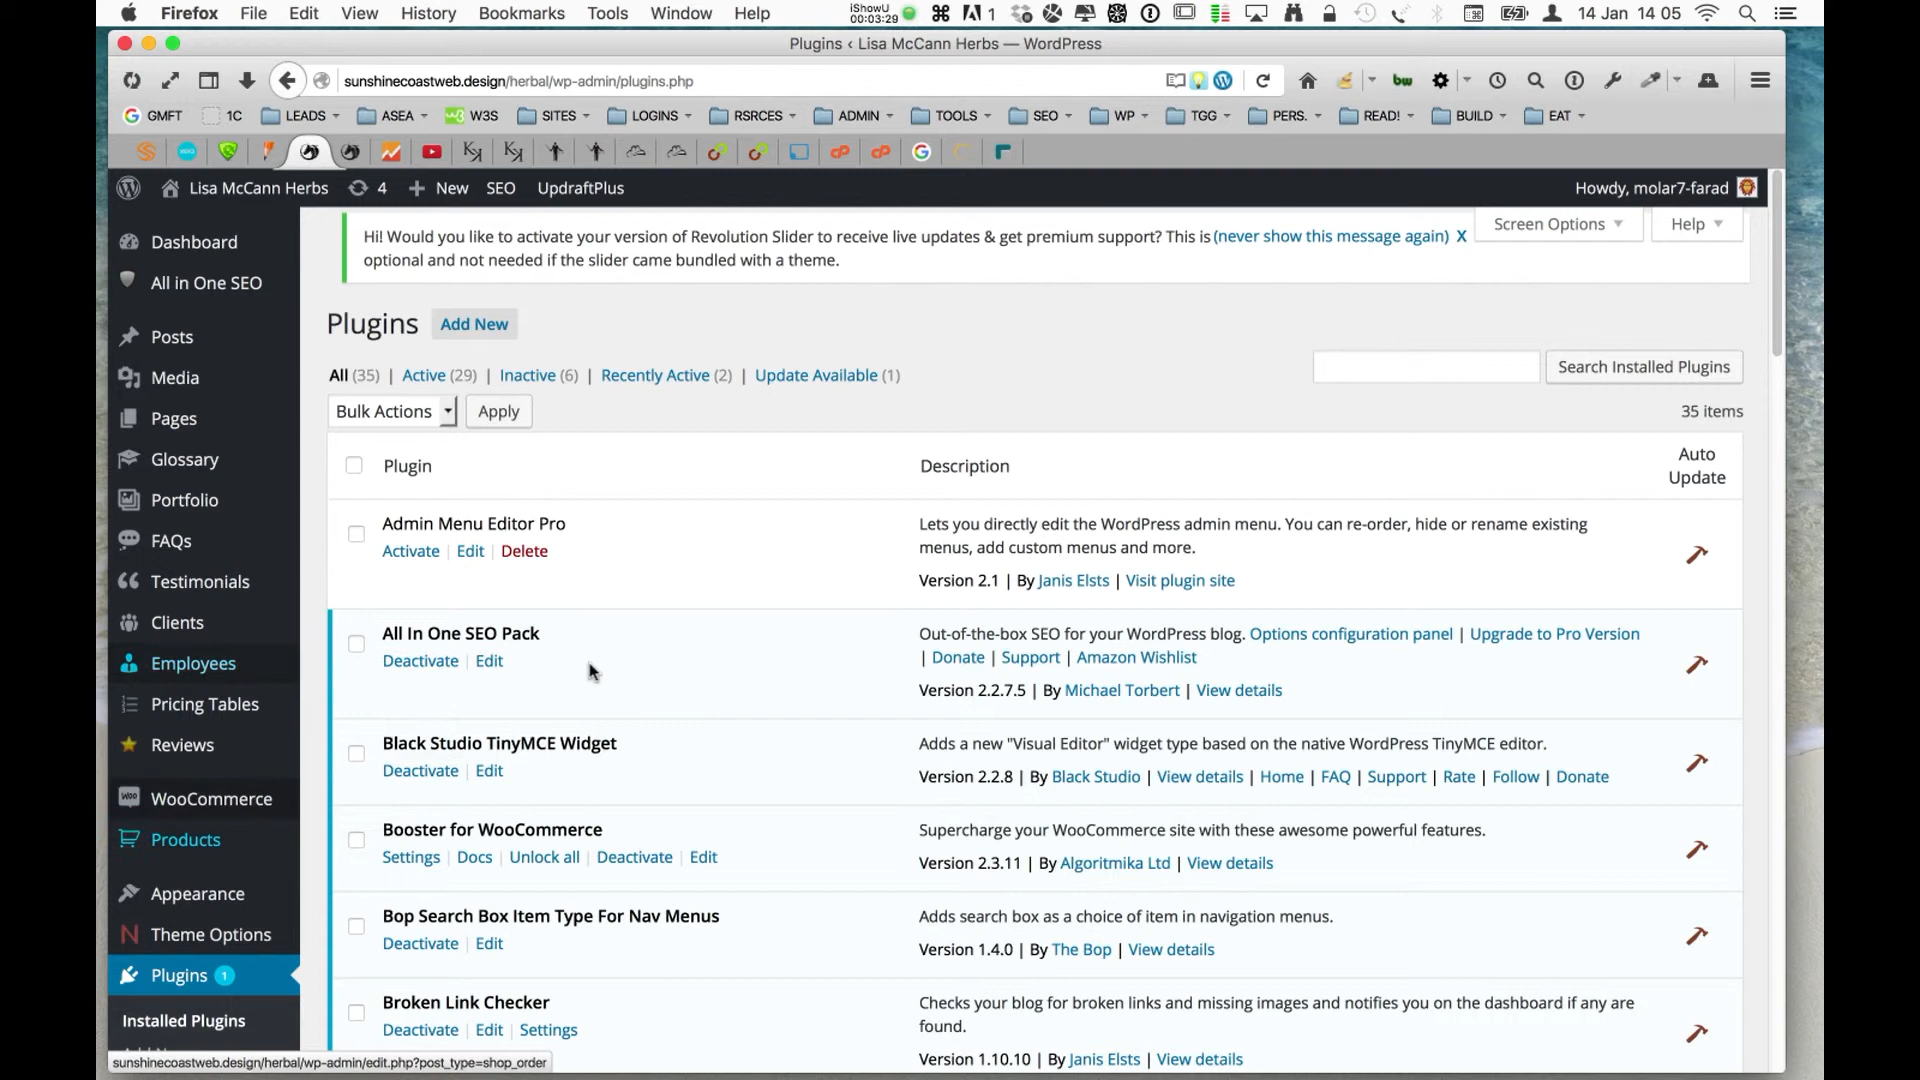 Firefox File Edit View History Bookmarks Tools Window Help iShowU 00:03:29 1 14 Jan 14 05
Plugins ‹ Lisa McCann Herbs — WordPress
sunshinecoastweb.design/herbal/wp-admin/plugins.php bw
GMFT 1C LEADS ASEA W3S SITES LOGINS RSRCES ADMIN TOOLS SEO WP TGG PERS. READ! BUILD EAT
Lisa McCann Herbs 4 New SEO UpdraftPlus Howdy, molar7-farad
Screen Options Help
Hi! Would you like to activate your version of Revolution Slider to receive live updates & get premium support? This is (never show this message again) X
optional and not needed if the slider came bundled with a theme.
Dashboard
All in One SEO
Posts
Media
Pages
Glossary
Portfolio
FAQs
Testimonials
Clients
Employees
Pricing Tables
Reviews
WooCommerce
Products
Appearance
Theme Options
Plugins 1
Installed Plugins
Plugins Add New
All (35) | Active (29) | Inactive (6) | Recently Active (2) | Update Available (1)
Search Installed Plugins
Bulk Actions Apply
35 items
Plugin Description Auto
Update
Admin Menu Editor Pro
Activate | Edit | Delete
Lets you directly edit the WordPress admin menu. You can re-order, hide or rename existing
menus, add custom menus and more.
Version 2.1 | By Janis Elsts | Visit plugin site
All In One SEO Pack
Deactivate | Edit
Out-of-the-box SEO for your WordPress blog. Options configuration panel | Upgrade to Pro Version
| Donate | Support | Amazon Wishlist
Version 2.2.7.5 | By Michael Torbert | View details
Black Studio TinyMCE Widget
Deactivate | Edit
Adds a new "Visual Editor" widget type based on the native WordPress TinyMCE editor.
Version 2.2.8 | By Black Studio | View details | Home | FAQ | Support | Rate | Follow | Donate
Booster for WooCommerce
Settings | Docs | Unlock all | Deactivate | Edit
Supercharge your WooCommerce site with these awesome powerful features.
Version 2.3.11 | By Algoritmika Ltd | View details
Bop Search Box Item Type For Nav Menus
Deactivate | Edit
Adds search box as a choice of item in navigation menus.
Version 1.4.0 | By The Bop | View details
Broken Link Checker
Deactivate | Edit | Settings
Checks your blog for broken links and missing images and notifies you on the dashboard if any are
found.
Version 1.10.10 | By Janis Elsts | View details
sunshinecoastweb.design/herbal/wp-admin/edit.php?post_type=shop_order